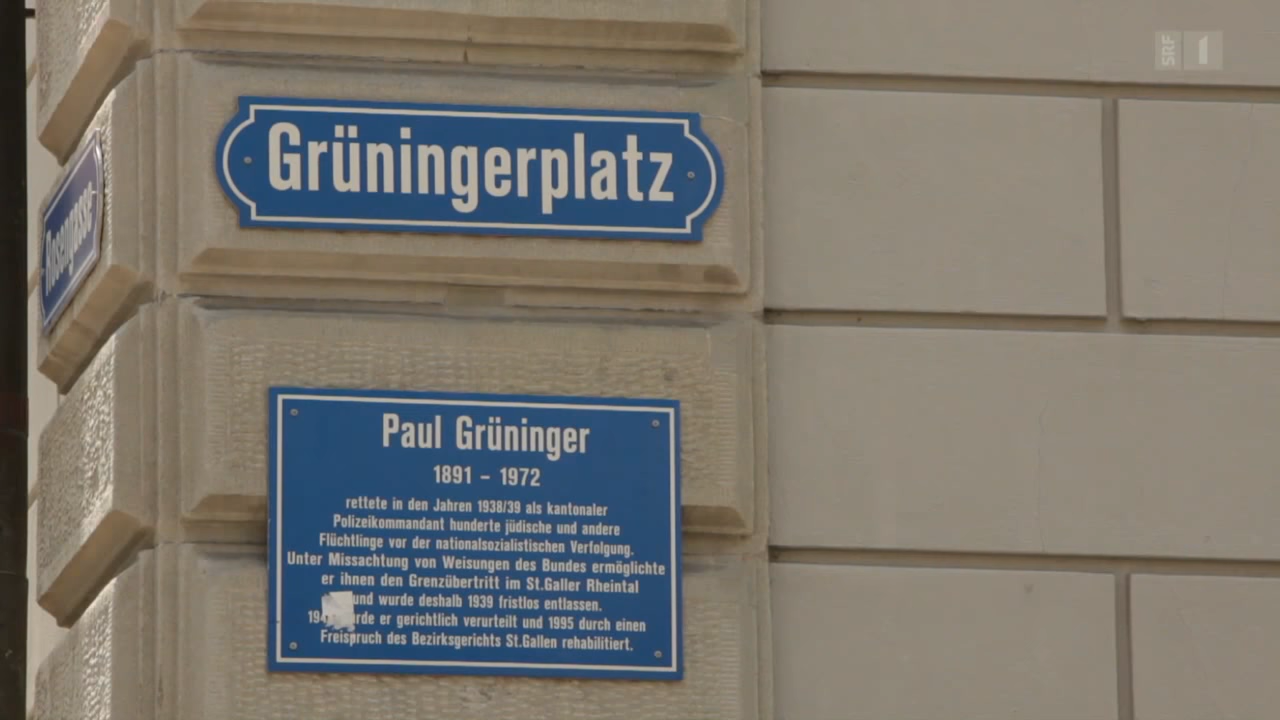 SRF 1
Grüningerplatz
Rosengasse
Paul Grüninger
1891 – 1972
rettete in den Jahren 1938/39 als kantonaler
Polizeikommandant hunderte jüdische und andere
Flüchtlinge vor der nationalsozialistischen Verfolgung.
Unter Missachtung von Weisungen des Bundes ermöglichte
er ihnen den Grenzübertritt im St.Galler Rheintal
und wurde deshalb 1939 fristlos entlassen.
er gerichtlich verurteilt und 1995 durch einen
Freispruch des Bezirksgerichts St.Gallen rehabilitiert.